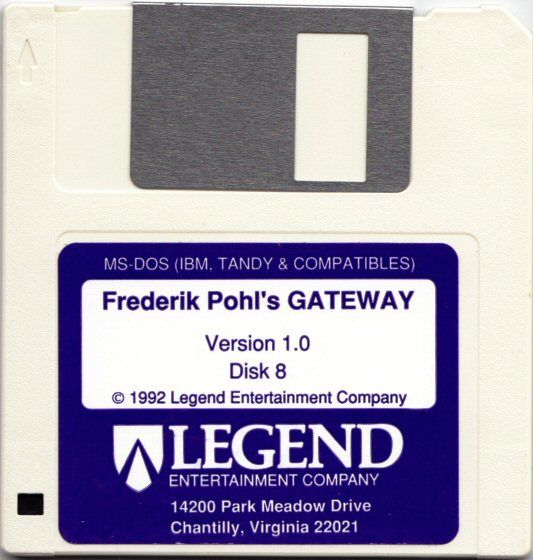 MS-DOS (IBM, TANDY & COMPATIBLES)
Frederik Pohl's GATEWAY
Version 1.0
Disk 8
© 1992 Legend Entertainment Company
LEGEND
ENTERTAINMENT COMPANY
14200 Park Meadow Drive
Chantilly, Virginia 22021